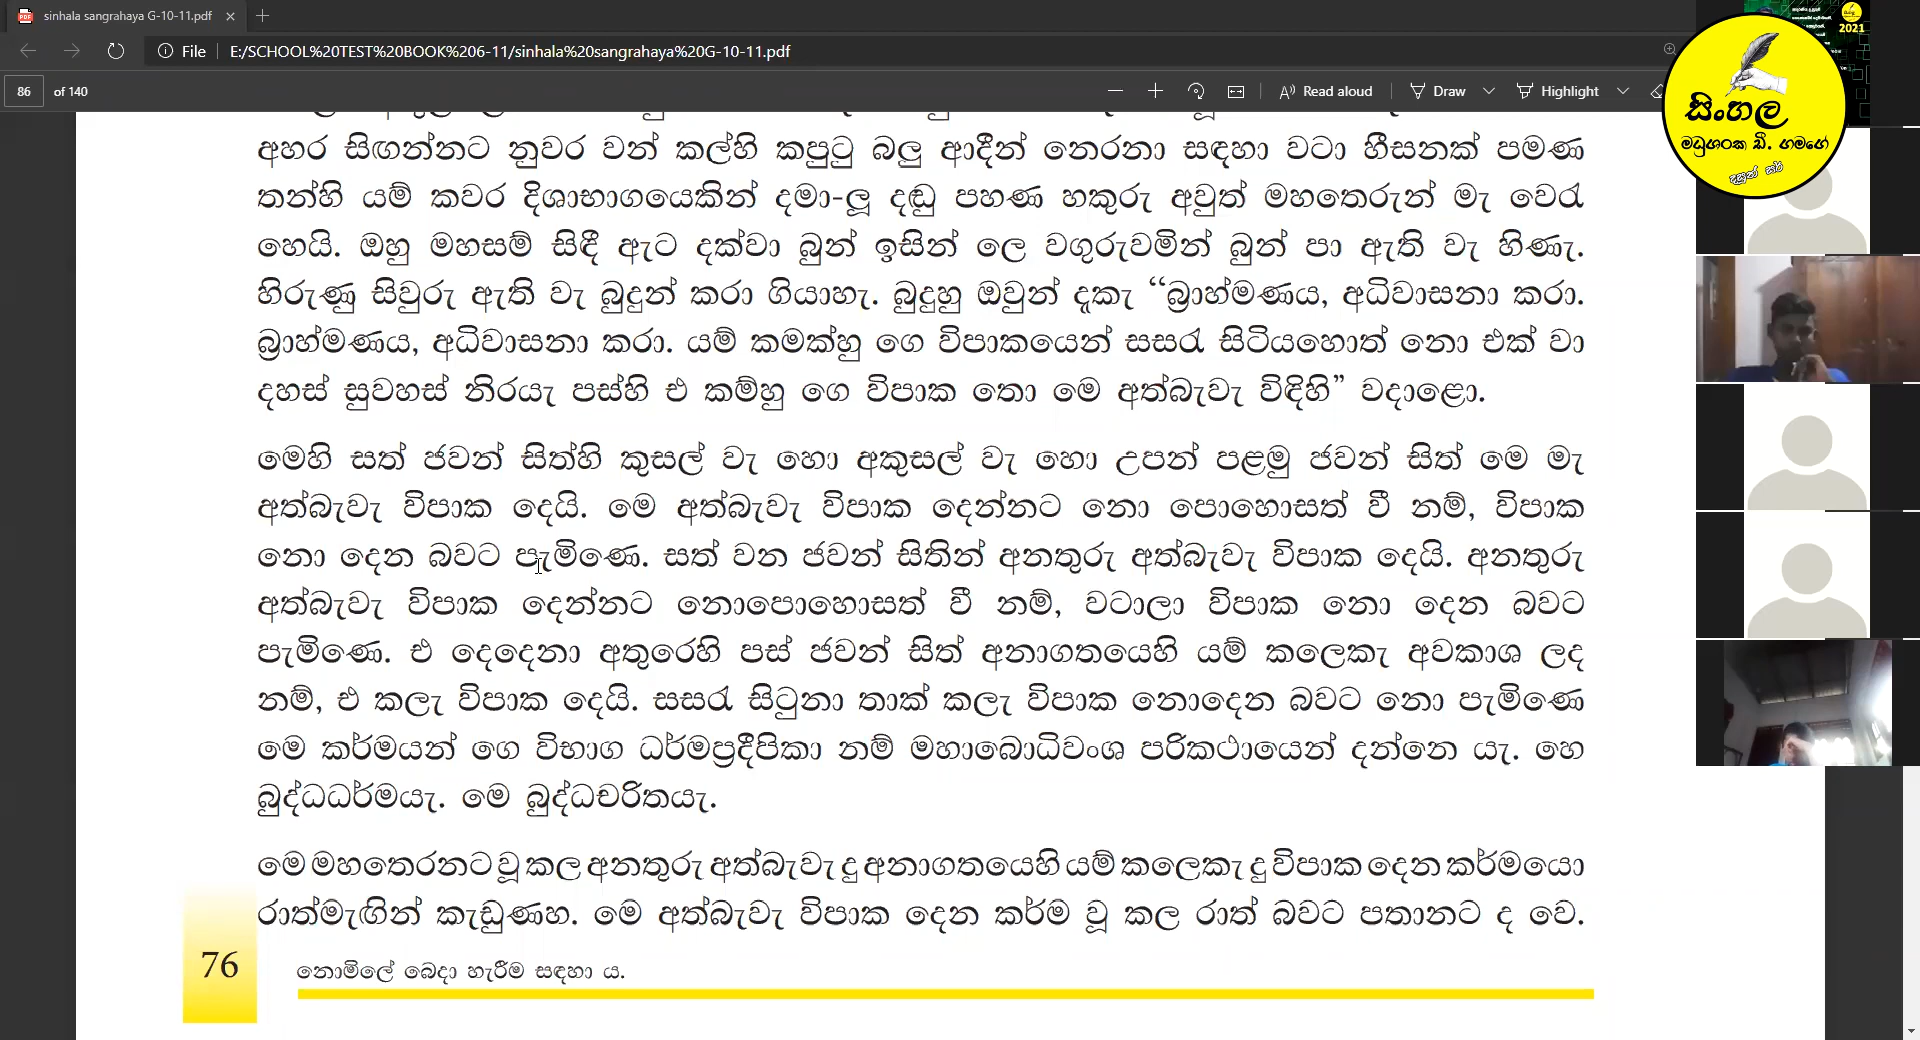 sinhala sangrahaya G-10-11.pdf
File E:/SCHOOL%20TEST%20BOOK%206-11/sinhala%20sangrahaya%20G-10-11.pdf
86 of 140 Read aloud Draw Highlight
2021
සිංහල
මධුශංක ඩී. ගමගේ
අහර සිඟන්නට නුවර වන් කල්හි කපුටු බලු ආදීන් නෙරනා සඳහා වටා හීසනක් පමණ
තන්හි යම් කවර දිශාභාගයෙකින් දමා-ලූ දඬු පහණ හකුරු අවුත් මහතෙරුන් මැ වෙරැ
හෙයි. ඔහු මහසම් සිඳී ඇට දක්වා බුන් ඉසින් ලෙ වගුරුවමින් බුන් පා ඇති වැ හිණැ.
හිරුණු සිවුරු ඇති වැ බුදුන් කරා ගියාහැ. බුදුහු ඔවුන් දැකැ “බ්‍රාහ්මණය, අධිවාසනා කරා.
බ්‍රාහ්මණය, අධිවාසනා කරා. යම් කමක්හු ගෙ විපාකයෙන් සසරැ සිටියහොත් නො එක් වා
දහස් සුවහස් නිරයැ පස්හි එ කම්හු ගෙ විපාක තො මෙ අත්බැවැ විඳිහි” වදාළො.
මෙහි සත් ජවන් සිත්හි කුසල් වැ හො අකුසල් වැ හො උපන් පළමු ජවන් සිත් මෙ මැ
අත්බැවැ විපාක දෙයි. මෙ අත්බැවැ විපාක දෙන්නට නො පොහොසත් වී නම්, විපාක
නො දෙන බවට පැමිණෙ. සත් වන ජවන් සිතින් අනතුරු අත්බැවැ විපාක දෙයි. අනතුරු
අත්බැවැ විපාක දෙන්නට නොපොහොසත් වී නම්, වටාලා විපාක නො දෙන බවට
පැමිණෙ. එ දෙදෙනා අතුරෙහි පස් ජවන් සිත් අනාගතයෙහි යම් කලෙකැ අවකාශ ලද
නම්, එ කලැ විපාක දෙයි. සසරැ සිටුනා තාක් කලැ විපාක නොදෙන බවට නො පැමිණෙ
මෙ කර්මයන් ගෙ විභාග ධර්මප්‍රදීපිකා නම් මහාබොධිවංශ පරිකථායෙන් දන්නෙ යැ. හෙ
බුද්ධධර්මයැ. මෙ බුද්ධචරිතයැ.
මෙ මහතෙරනට වූ කල අනතුරු අත්බැවැ දු අනාගතයෙහි යම් කලෙකැ දු විපාක දෙන කර්මයො
රාත්මැඟින් කැඩුණහ. මේ අත්බැවැ විපාක දෙන කර්ම වූ කල රාත් බවට පතානට ද වෙ.
76
නොමිලේ බෙදා හැරීම සඳහා ය.